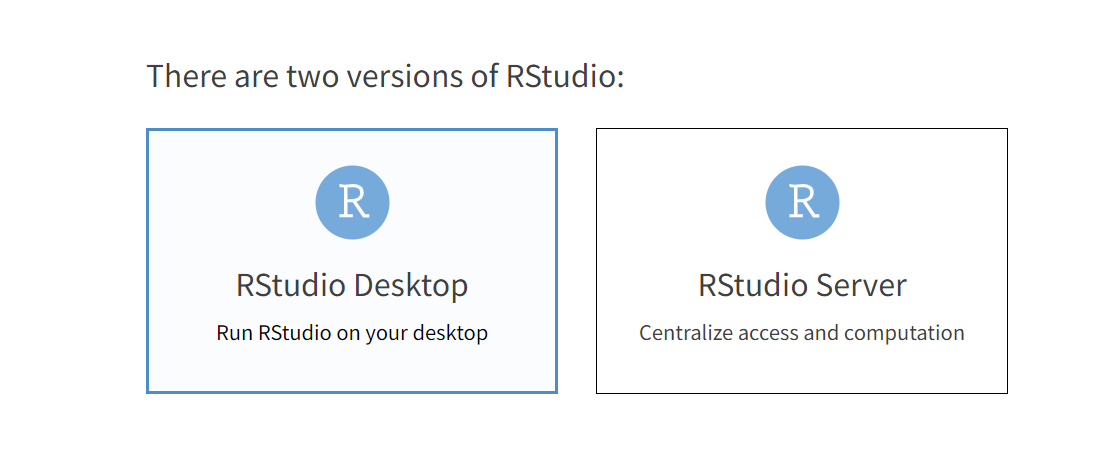 There are two versions of RStudio:
R
R
RStudio Desktop
RStudio Server
Run RStudio on your desktop
Centralize access and computation